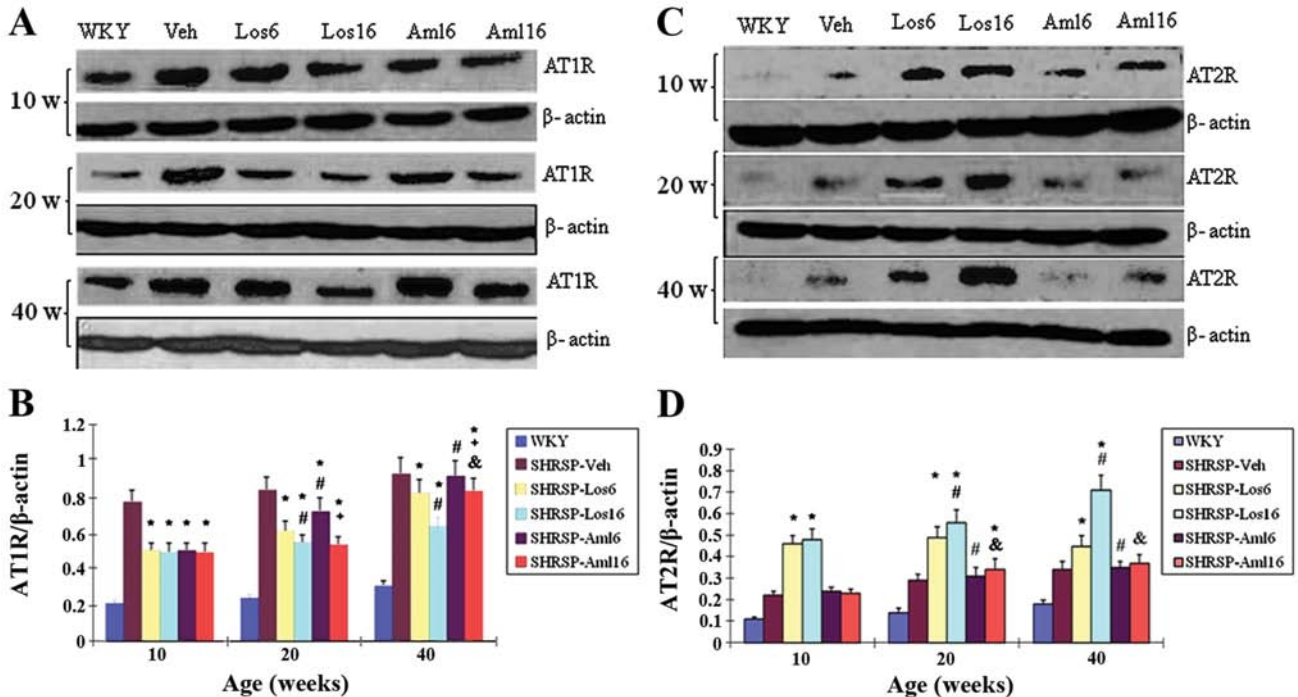 A
WKY Veh Los6 Los16 Aml6 Aml16
10 w
AT1R
β- actin
20 w
AT1R
β- actin
40 w
AT1R
β- actin
B
AT1R/β-actin
1.2
1
0.8
0.6
0.4
0.2
0
* * * *
* * # * # * +
* * # # * + &
10 20 40
Age (weeks)
WKY
SHRSP-Veh
SHRSP-Los6
SHRSP-Los16
SHRSP-Aml6
SHRSP-Aml16
C
WKY Veh Los6 Los16 Aml6 Aml16
10 w
AT2R
β- actin
20 w
AT2R
β- actin
40 w
AT2R
β- actin
D
AT2R/β-actin
0.9
0.8
0.7
0.6
0.5
0.4
0.3
0.2
0.1
0
* *
* * # # * &
* * # # &
10 20 40
Age (weeks)
WKY
SHRSP-Veh
SHRSP-Los6
SHRSP-Los16
SHRSP-Aml6
SHRSP-Aml16